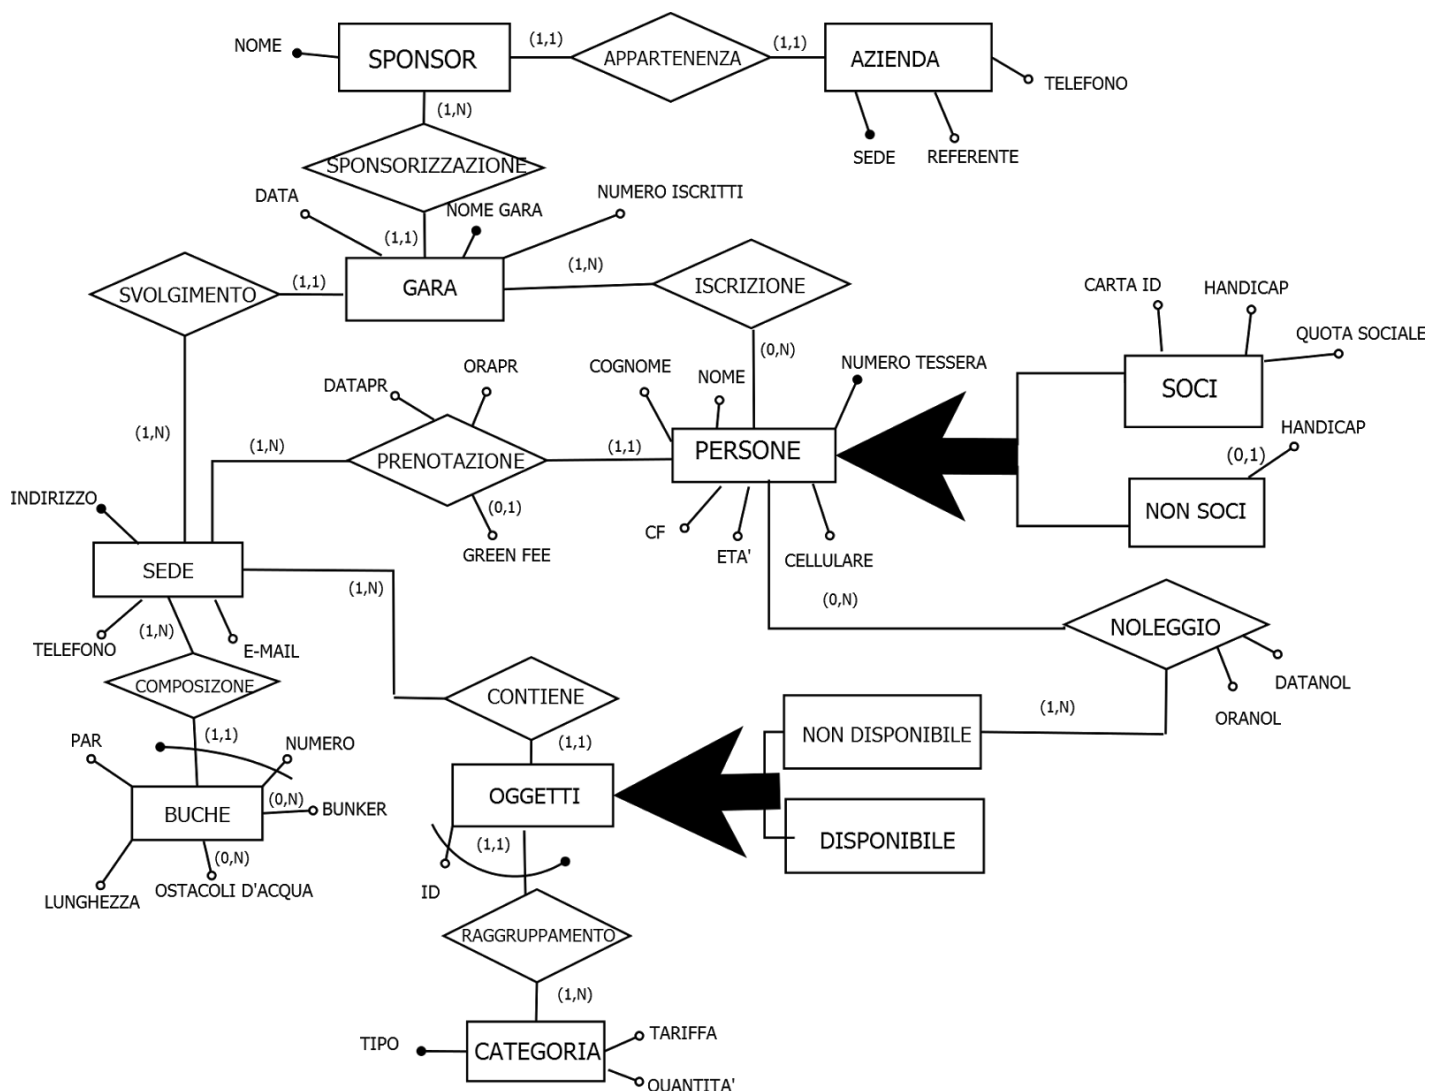 NOME
SPONSOR
(1,1)
APPARTENENZA
(1,1)
AZIENDA
TELEFONO
(1,N)
SEDE
REFERENTE
SPONSORIZZAZIONE
DATA
NOME GARA
NUMERO ISCRITTI
(1,1)
SVOLGIMENTO
(1,1)
GARA
(1,N)
ISCRIZIONE
CARTA ID
HANDICAP
QUOTA SOCIALE
(0,N)
SOCI
DATAPR
ORAPR
COGNOME
NOME
NUMERO TESSERA
(1,N)
(1,N)
PRENOTAZIONE
(1,1)
PERSONE
HANDICAP
(0,1)
NON SOCI
INDIRIZZO
(0,1)
GREEN FEE
CF
ETA'
CELLULARE
SEDE
(1,N)
(0,N)
NOLEGGIO
TELEFONO
(1,N)
E-MAIL
COMPOSIZONE
CONTIENE
DATANOL
ORANOL
(1,N)
NON DISPONIBILE
PAR
(1,1)
NUMERO
(1,1)
OGGETTI
BUCHE
(0,N)
BUNKER
DISPONIBILE
(0,N)
(1,1)
LUNGHEZZA
OSTACOLI D'ACQUA
ID
RAGGRUPPAMENTO
(1,N)
TIPO
CATEGORIA
TARIFFA
QUANTITA'